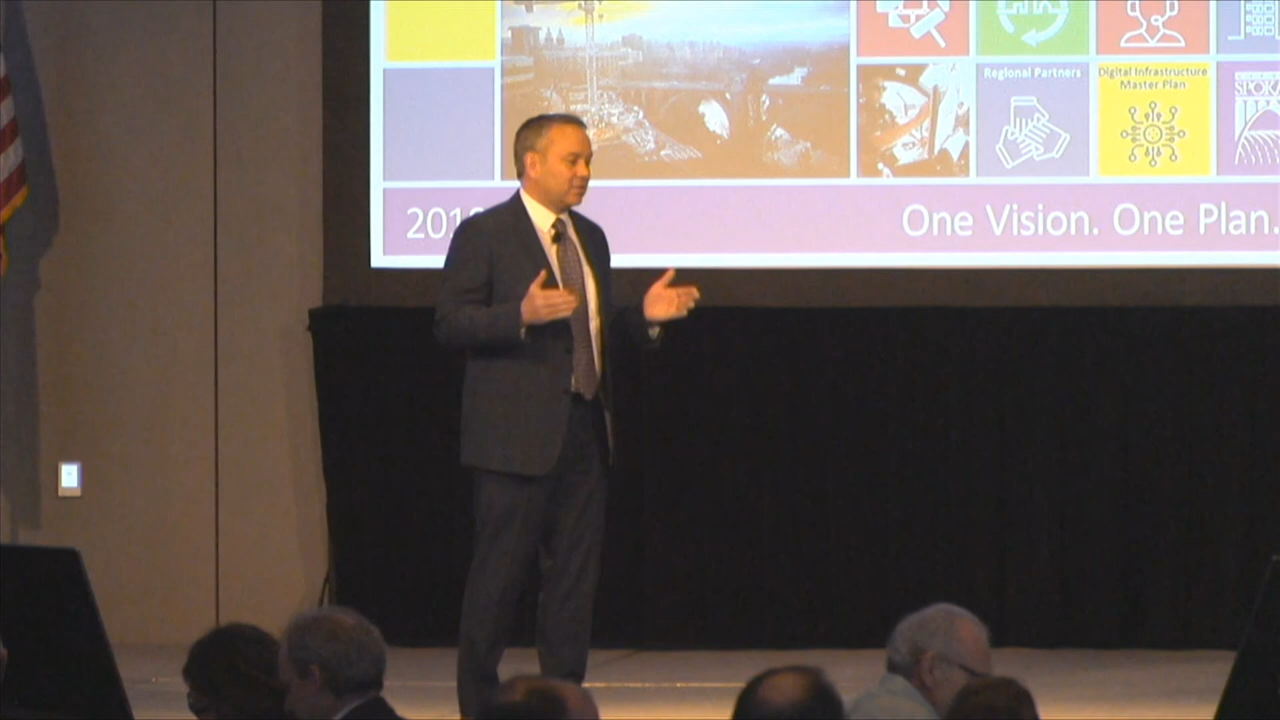 Regional Partners
Digital Infrastructure
Master Plan
One Vision. One Plan.